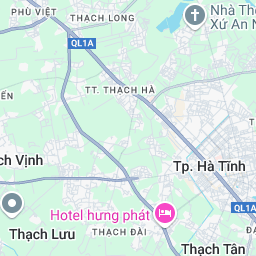 PHÙ VIỆT
THẠCH LONG
Nhà Thờ
Xứ An N
QL1A
TT. THẠCH HÀ
ẾN
ch Vịnh
Tp. Hà Tĩnh
Hotel hưng phát
QL1A
Thạch Lưu
THẠCH ĐÀI
Thạch Tân